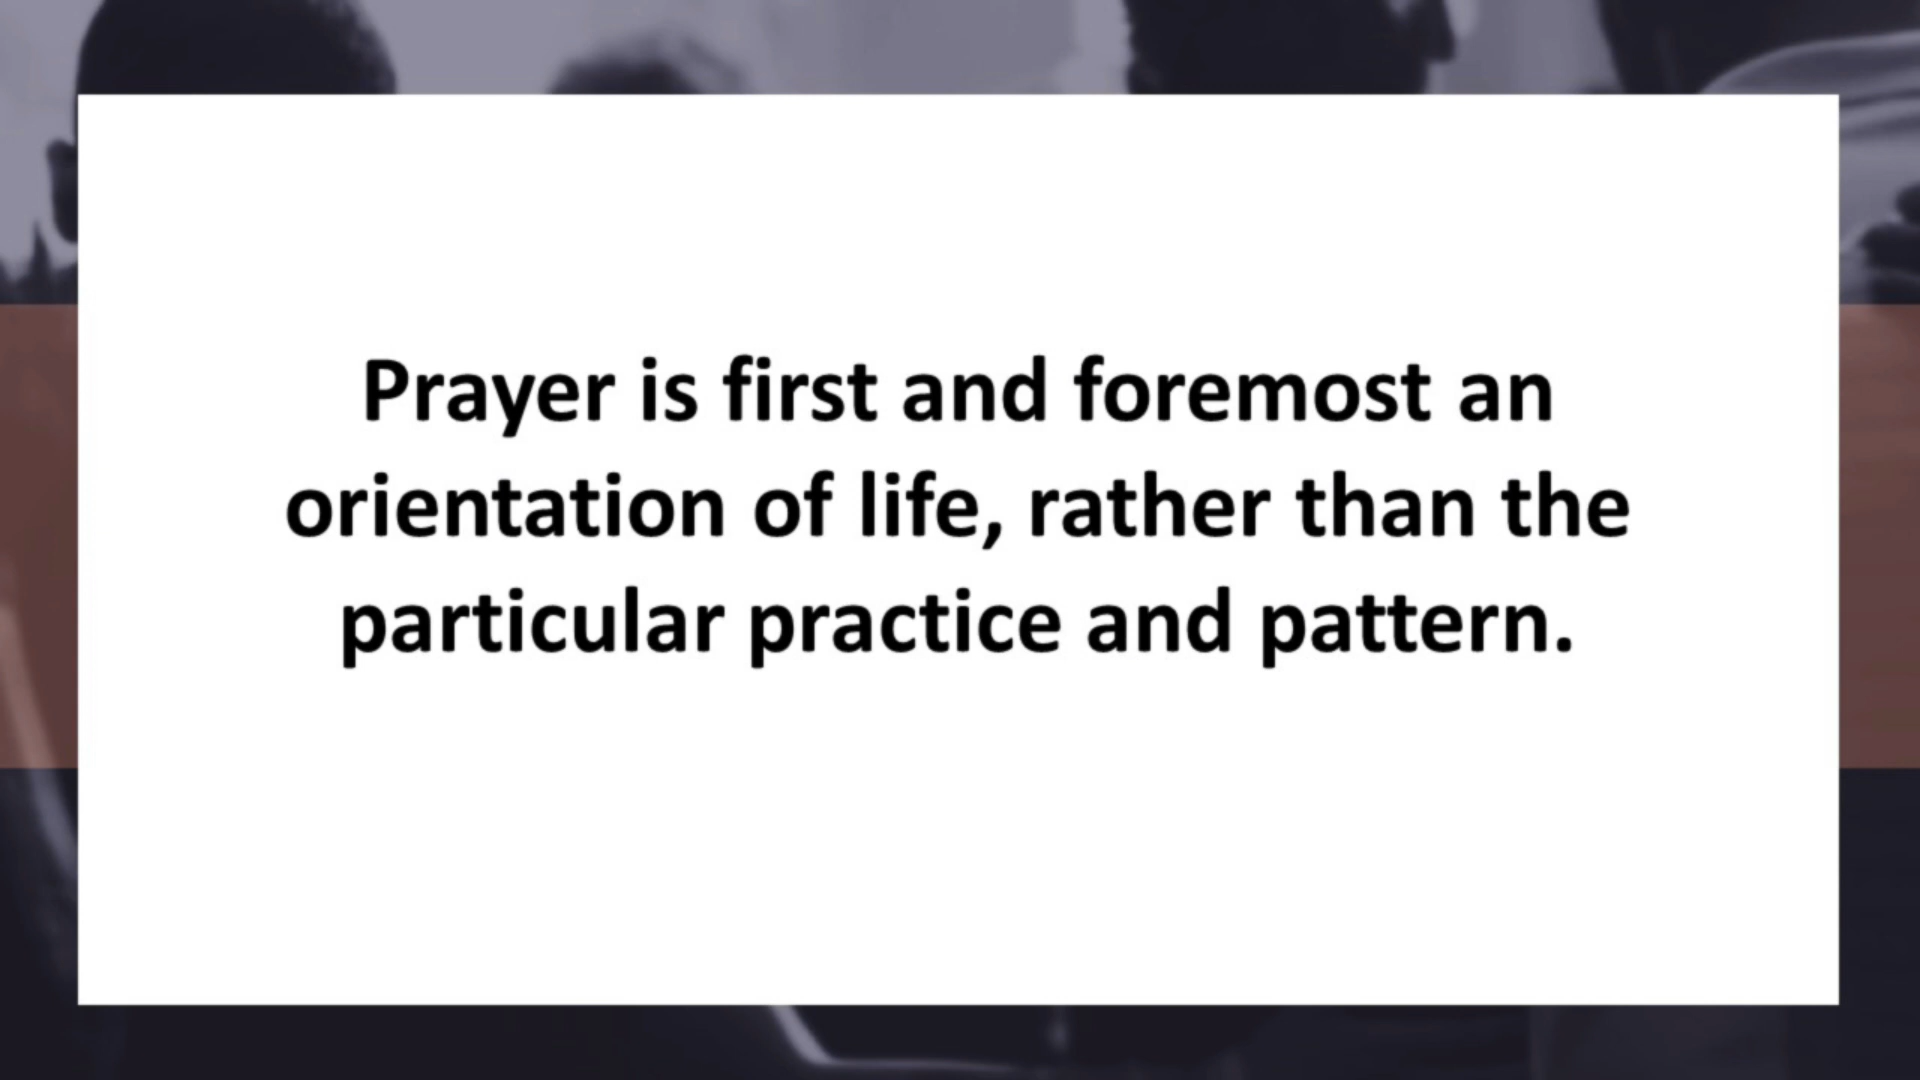 Prayer is first and foremost an
orientation of life, rather than the
particular practice and pattern.